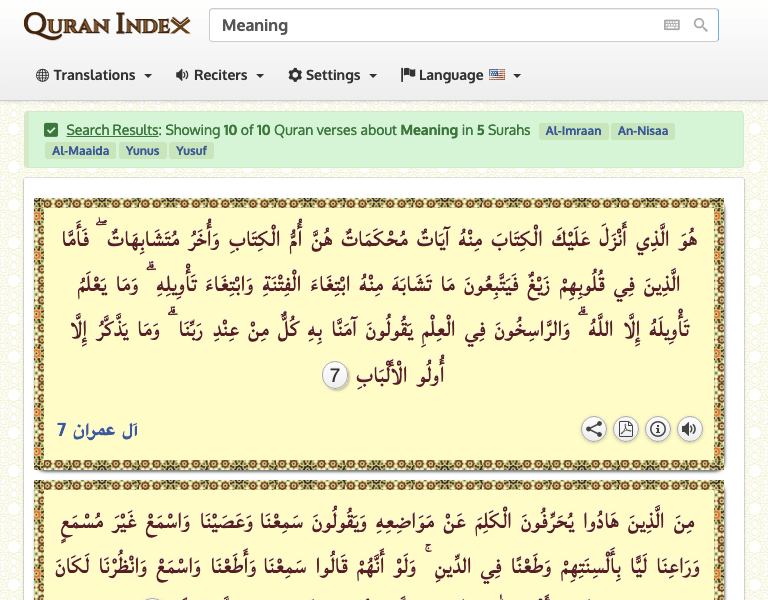 QURAN INDEX
Meaning
Translations
Reciters
Settings
Language
Search Results: Showing 10 of 10 Quran verses about Meaning in 5 Surahs Al-Imraan An-Nisaa
Al-Maaida Yunus Yusuf
هُوَ الَّذِي أَنْزَلَ عَلَيْكَ الْكِتَابَ مِنْهُ آيَاتٌ مُحْكَمَاتٌ هُنَّ أُمُّ الْكِتَابِ وَأُخَرُ مُتَشَابِهَاتٌ ۖ فَأَمَّا
الَّذِينَ فِي قُلُوبِهِمْ زَيْغٌ فَيَتَّبِعُونَ مَا تَشَابَهَ مِنْهُ ابْتِغَاءَ الْفِتْنَةِ وَابْتِغَاءَ تَأْوِيلِهِ ۗ وَمَا يَعْلَمُ
تَأْوِيلَهُ إِلَّا اللَّهُ ۗ وَالرَّاسِخُونَ فِي الْعِلْمِ يَقُولُونَ آمَنَّا بِهِ كُلٌّ مِنْ عِنْدِ رَبِّنَا ۗ وَمَا يَذَّكَّرُ إِلَّا
أُولُو الْأَلْبَابِ 7
آل عمران 7
مِنَ الَّذِينَ هَادُوا يُحَرِّفُونَ الْكَلِمَ عَنْ مَوَاضِعِهِ وَيَقُولُونَ سَمِعْنَا وَعَصَيْنَا وَاسْمَعْ غَيْرَ مُسْمَعٍ
وَرَاعِنَا لَيًّا بِأَلْسِنَتِهِمْ وَطَعْنًا فِي الدِّينِ ۚ وَلَوْ أَنَّهُمْ قَالُوا سَمِعْنَا وَأَطَعْنَا وَاسْمَعْ وَانْظُرْنَا لَكَانَ